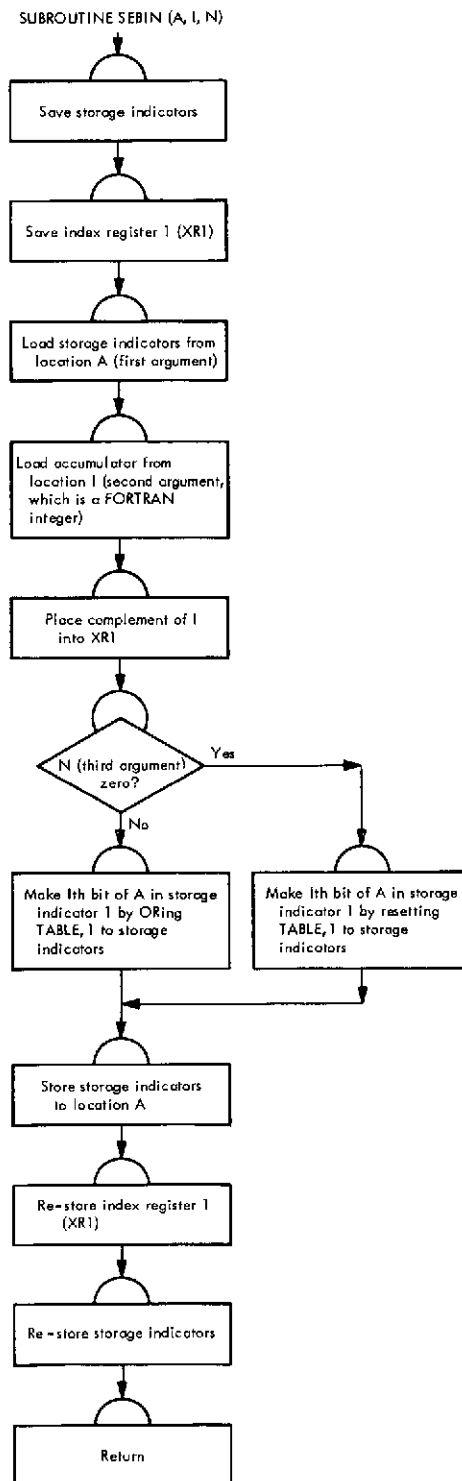 SUBROUTINE SEBIN (A, I, N)
Save storage indicators
Save index register 1 (XR1)
Load storage indicators from
location A (first argument)
Load accumulator from
location I (second argument,
which is a FORTRAN
integer)
Place complement of I
into XR1
N (third argument)
zero?
Yes
No
Make Ith bit of A in storage
indicator 1 by ORing
TABLE, 1 to storage
indicators
Make Ith bit of A in storage
indicator 1 by resetting
TABLE, 1 to storage
indicators
Store storage indicators
to location A
Re-store index register 1
(XR1)
Re-store storage indicators
Return